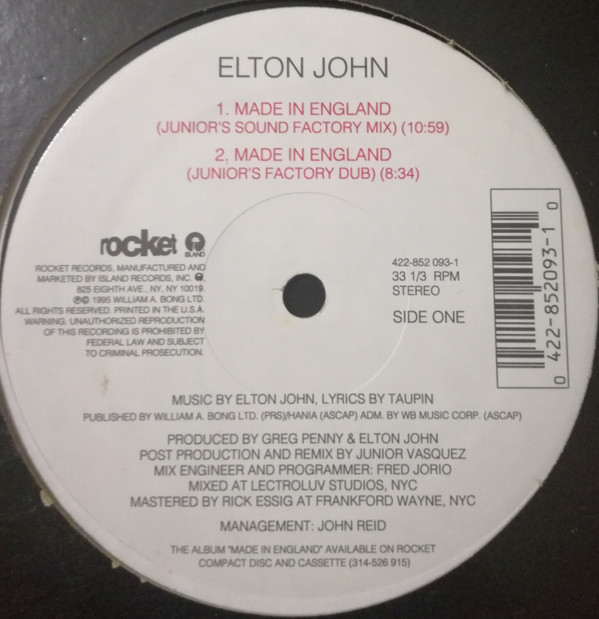 ELTON JOHN
1. MADE IN ENGLAND
(JUNIOR'S SOUND FACTORY MIX) (10:59)
2. MADE IN ENGLAND
(JUNIOR'S FACTORY DUB) (8:34)
rocket
ISLAND
ROCKET RECORDS, MANUFACTURED AND
MARKETED BY ISLAND RECORDS, INC.
825 EIGHTH AVE., NY, NY 10019.
℗© 1995 WILLIAM A. BONG LTD.
ALL RIGHTS RESERVED. PRINTED IN THE U.S.A.
WARNING: UNAUTHORIZED REPRODUCTION
OF THIS RECORDING IS PROHIBITED BY
FEDERAL LAW AND SUBJECT
TO CRIMINAL PROSECUTION.
422-852 093-1
33 1/3 RPM
STEREO
SIDE ONE
0 422-852093-1 0
MUSIC BY ELTON JOHN, LYRICS BY TAUPIN
PUBLISHED BY WILLIAM A. BONG LTD. (PRS)/HANIA (ASCAP) ADM. BY WB MUSIC CORP. (ASCAP)
PRODUCED BY GREG PENNY & ELTON JOHN
POST PRODUCTION AND REMIX BY JUNIOR VASQUEZ
MIX ENGINEER AND PROGRAMMER: FRED JORIO
MIXED AT LECTROLUV STUDIOS, NYC
MASTERED BY RICK ESSIG AT FRANKFORD WAYNE, NYC
MANAGEMENT: JOHN REID
THE ALBUM "MADE IN ENGLAND" AVAILABLE ON ROCKET
COMPACT DISC AND CASSETTE (314-526 915)